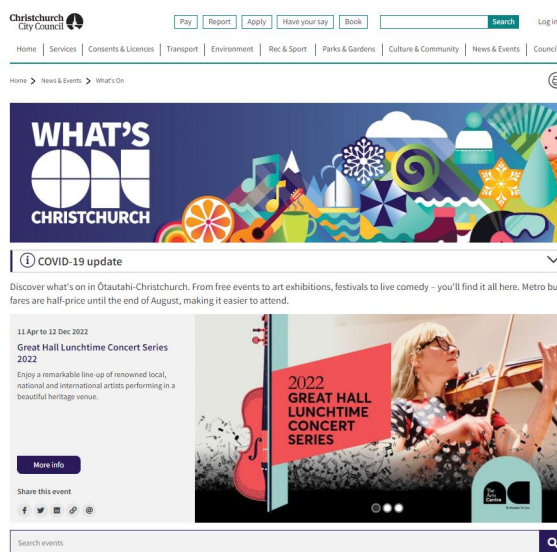 Christchurch
City Council
Pay Report Apply Have your say Book Search Log in
Home Services Consents & Licences Transport Environment Rec & Sport Parks & Gardens Culture & Community News & Events Council
Home News & Events What's On
WHAT'S
ON
CHRISTCHURCH
COVID-19 update
Discover what's on in Ōtautahi-Christchurch. From free events to art exhibitions, festivals to live comedy – you'll find it all here. Metro bu
fares are half-price until the end of August, making it easier to attend.
11 Apr to 12 Dec 2022
Great Hall Lunchtime Concert Series
2022
Enjoy a remarkable line-up of renowned local,
national and international artists performing in a
beautiful heritage venue.
More info
Share this event
2022
GREAT HALL
LUNCHTIME
CONCERT
SERIES
The
Arts
Centre
Search events